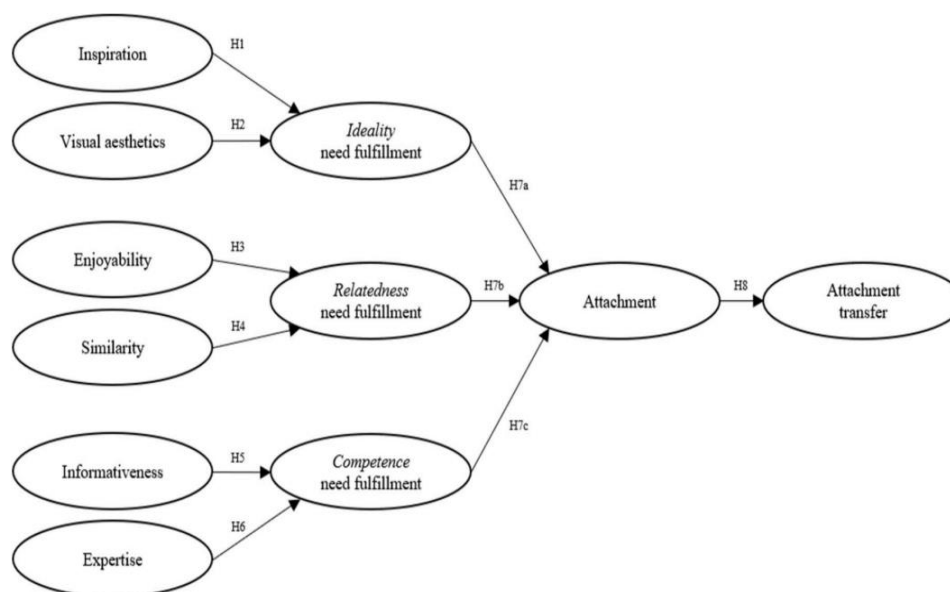 Inspiration
H1
Visual aesthetics
H2
Ideality
need fulfillment
H7a
Enjoyability
H3
Similarity
H4
Relatedness
need fulfillment
H7b
Attachment
H8
Attachment
transfer
Informativeness
H5
Expertise
H6
Competence
need fulfillment
H7c